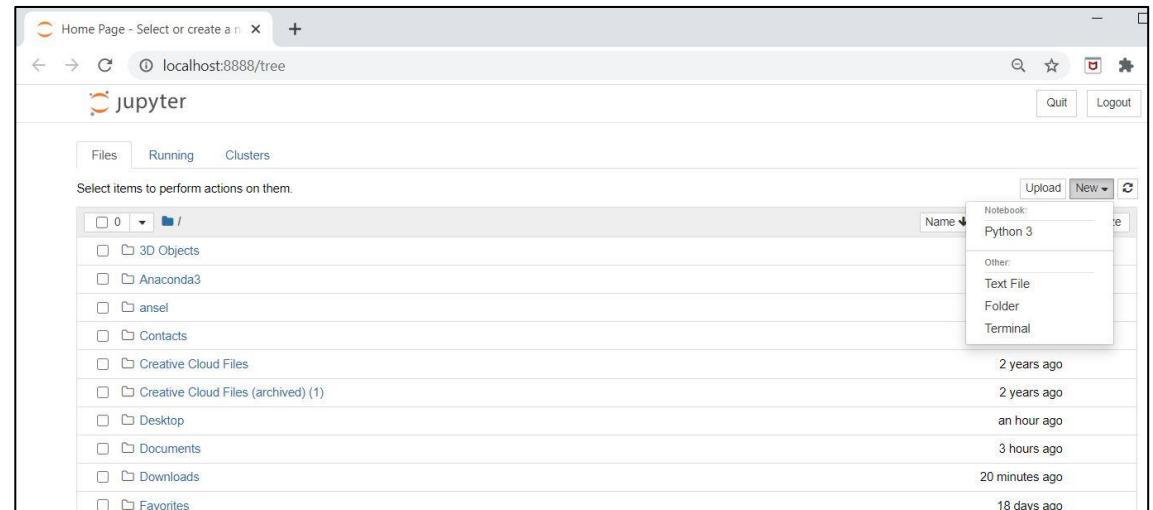 Home Page - Select or create a n
localhost:8888/tree
jupyter
Quit Logout
Files Running Clusters
Select items to perform actions on them.
Upload New
0 / Name
Notebook:
Python 3
Other:
Text File
Folder
Terminal
3D Objects
Anaconda3
ansel
Contacts
Creative Cloud Files 2 years ago
Creative Cloud Files (archived) (1) 2 years ago
Desktop an hour ago
Documents 3 hours ago
Downloads 20 minutes ago
Favorites 18 days ago